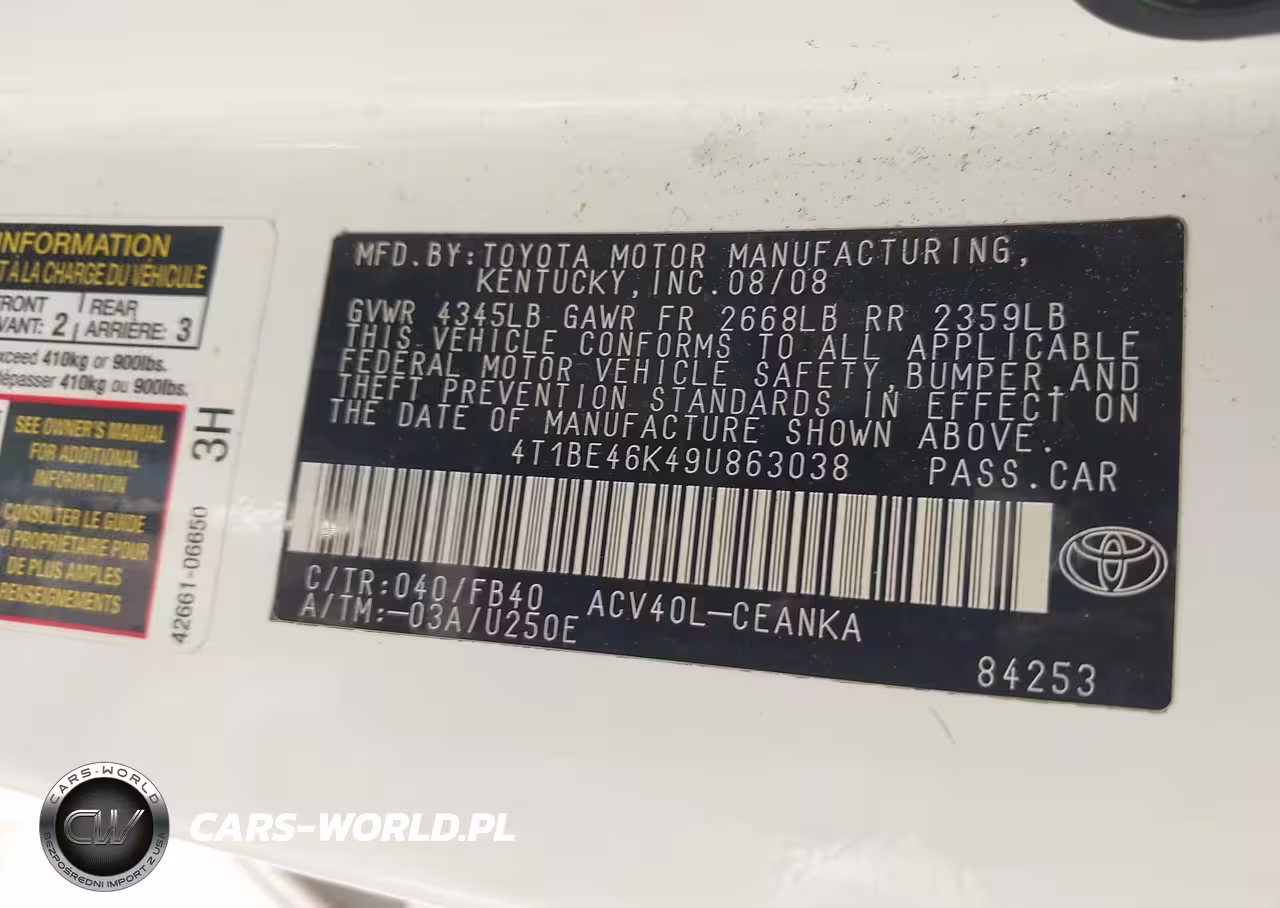 INFORMATION
T À LA CHARGE DU VÉHICULE
FRONT
VANT: 2
REAR
ARRIÈRE: 3
exceed 410kg or 900lbs.
dépasser 410kg ou 900lbs.
SEE OWNER'S MANUAL
FOR ADDITIONAL
INFORMATION
CONSULTER LE GUIDE
DU PROPRIÉTAIRE POUR
DE PLUS AMPLES
RENSEIGNEMENTS
3H
42661-06650
MFD.BY:TOYOTA MOTOR MANUFACTURING,
KENTUCKY,INC.08/08
GVWR 4345LB GAWR FR 2668LB RR 2359LB
THIS VEHICLE CONFORMS TO ALL APPLICABLE
FEDERAL MOTOR VEHICLE SAFETY,BUMPER,AND
THEFT PREVENTION STANDARDS IN EFFECT ON
THE DATE OF MANUFACTURE SHOWN ABOVE.
4T1BE46K49U863038 PASS.CAR
C/TR:040/FB40 ACV40L-CEANKA
A/TM:-03A/U250E
84253
CARS-WORLD
CW
BEZPOŚREDNI IMPORT Z USA
CARS-WORLD.PL